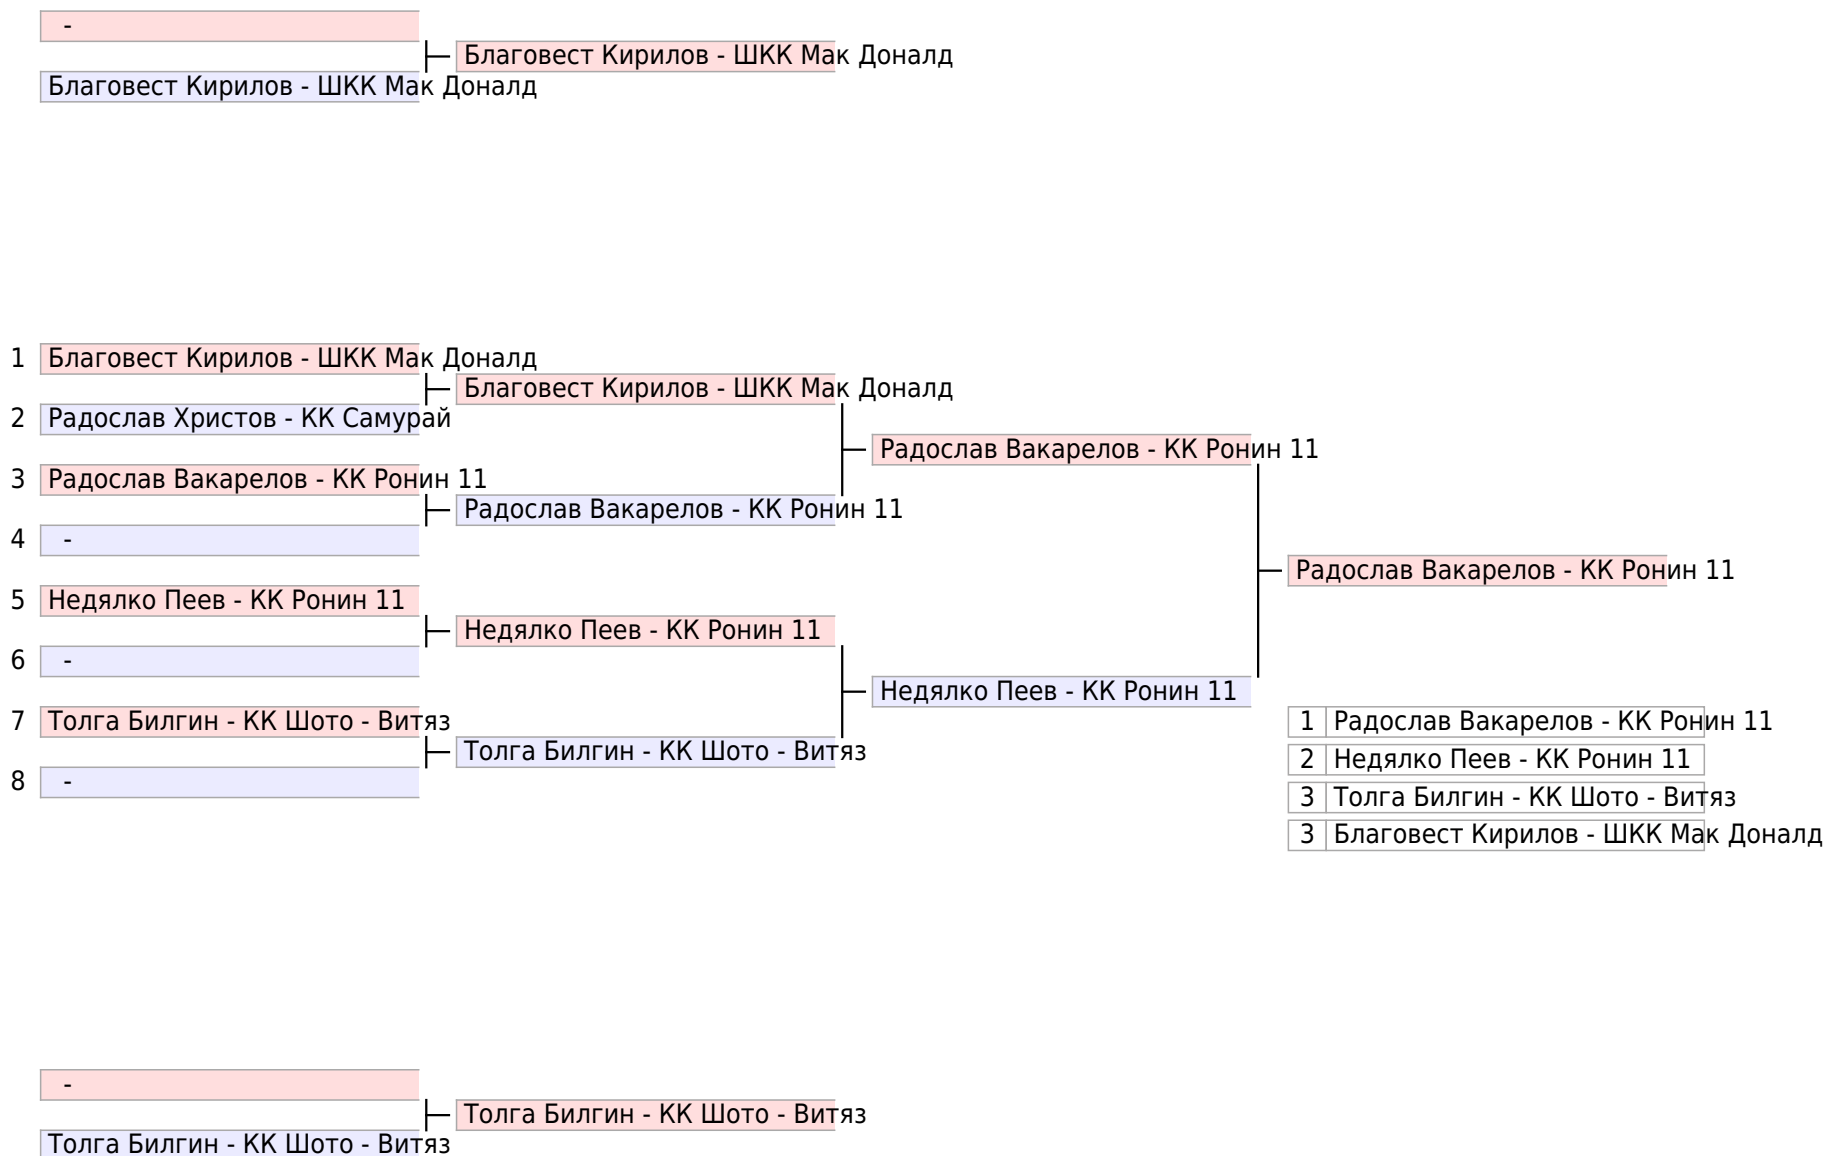 -
Благовест Кирилов - ШКК Мак Доналд
Благовест Кирилов - ШКК Мак Доналд
1 Благовест Кирилов - ШКК Мак Доналд
Благовест Кирилов - ШКК Мак Доналд
2 Радослав Христов - КК Самурай
Радослав Вакарелов - КК Ронин 11
3 Радослав Вакарелов - КК Ронин 11
Радослав Вакарелов - КК Ронин 11
4 -
Радослав Вакарелов - КК Ронин 11
5 Недялко Пеев - КК Ронин 11
Недялко Пеев - КК Ронин 11
6 -
Недялко Пеев - КК Ронин 11
7 Толга Билгин - КК Шото - Витяз
Толга Билгин - КК Шото - Витяз
8 -
1 Радослав Вакарелов - КК Ронин 11
2 Недялко Пеев - КК Ронин 11
3 Толга Билгин - КК Шото - Витяз
3 Благовест Кирилов - ШКК Мак Доналд
-
Толга Билгин - КК Шото - Витяз
Толга Билгин - КК Шото - Витяз